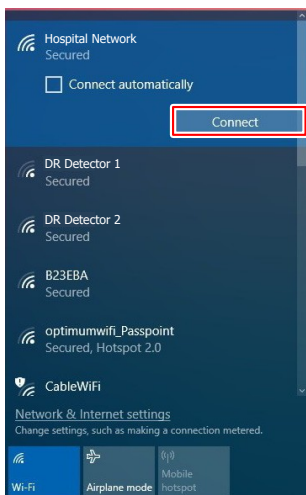 Hospital Network
Secured
Connect automatically
Connect
DR Detector 1
Secured
DR Detector 2
Secured
B23EBA
Secured
optimumwifi_Passpoint
Secured, Hotspot 2.0
CableWiFi
Network & Internet settings
Change settings, such as making a connection metered.
Wi-Fi
Airplane mode
Mobile
hotspot